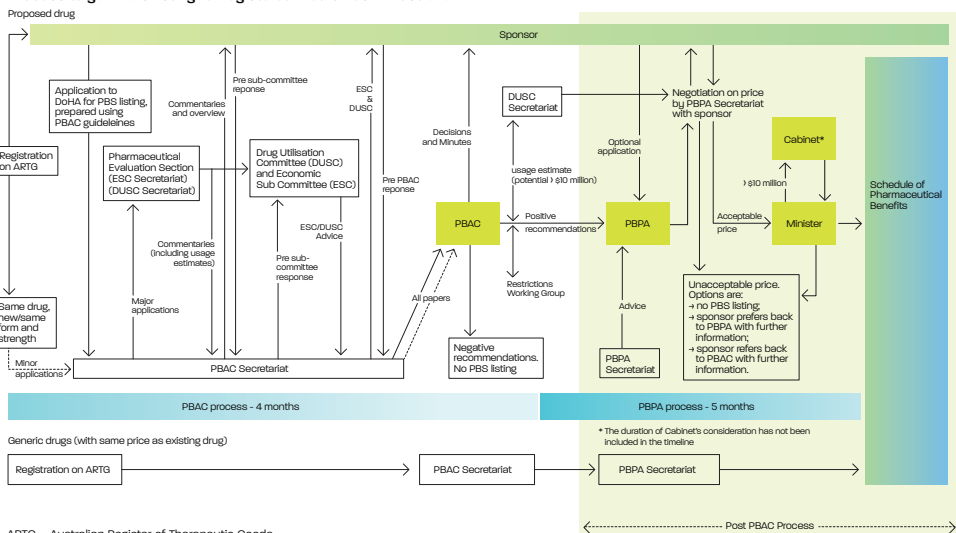 Proposed drug
Sponsor
Application to
DoHA for PBS listing,
prepared using
PBAC guideleines
Commentaries
and overview
Pre sub-committee
reponse
ESC
&
DUSC
DUSC
Secretariat
Negotiation on price
by PBPA Secretariat
with sponsor
Cabinet*
Registration
on ARTG
Pharmaceutical
Evaluation Section
(ESC Secretariat)
(DUSC Secretariat)
Drug Utilisation
Committee (DUSC)
and Economic
Sub Committee (ESC)
Decisions
and Minutes
Optional
application
usage estimate
(potential > $10 million)
> $10 million
Pre PBAC
reponse
Schedule of
Pharmaceutical
Benefits
PBAC
Positive
recommendations
PBPA
Acceptable
price
Minister
Commentaries
(including usage
estimates)
ESC/DUSC
Advice
Pre sub-
committee
response
Restrictions
Working Group
Major
applications
All papers
Advice
Unacceptable price.
Options are:
→ no PBS listing;
→ sponsor prefers back
to PBPA with further
information;
→ sponsor refers back
to PBAC with further
information.
Same drug,
new/same
form and
strength
Negative
recommendations.
No PBS listing
PBPA
Secretariat
Minor
applications
PBAC Secretariat
PBAC process - 4 months
PBPA process - 5 months
* The duration of Cabinet's consideration has not been
included in the timeline
Generic drugs (with same price as existing drug)
Registration on ARTG
PBAC Secretariat
PBPA Secretariat
Post PBAC Process